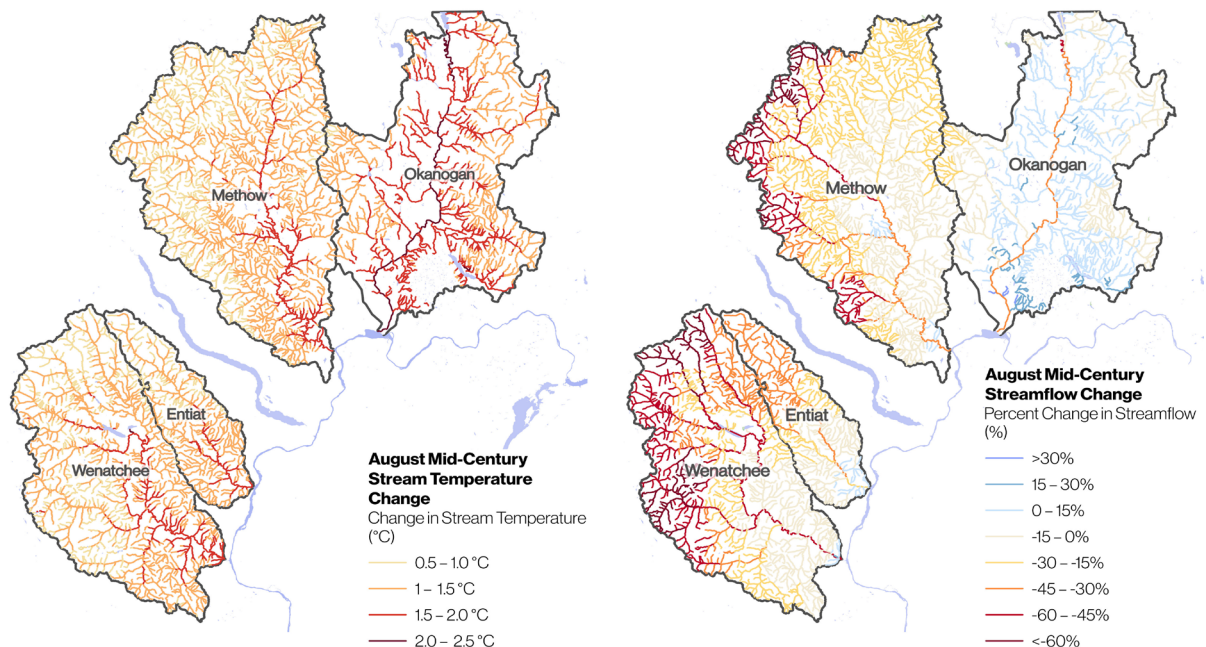 Methow
Okanogan
Entiat
Wenatchee
August Mid-Century
Stream Temperature
Change
Change in Stream Temperature
(°C)
0.5 – 1.0 °C
1 – 1.5 °C
1.5 – 2.0 °C
2.0 – 2.5 °C
Methow
Okanogan
Entiat
Wenatchee
August Mid-Century
Streamflow Change
Percent Change in Streamflow
(%)
>30%
15 – 30%
0 – 15%
-15 – 0%
-30 – -15%
-45 – -30%
-60 – -45%
<-60%